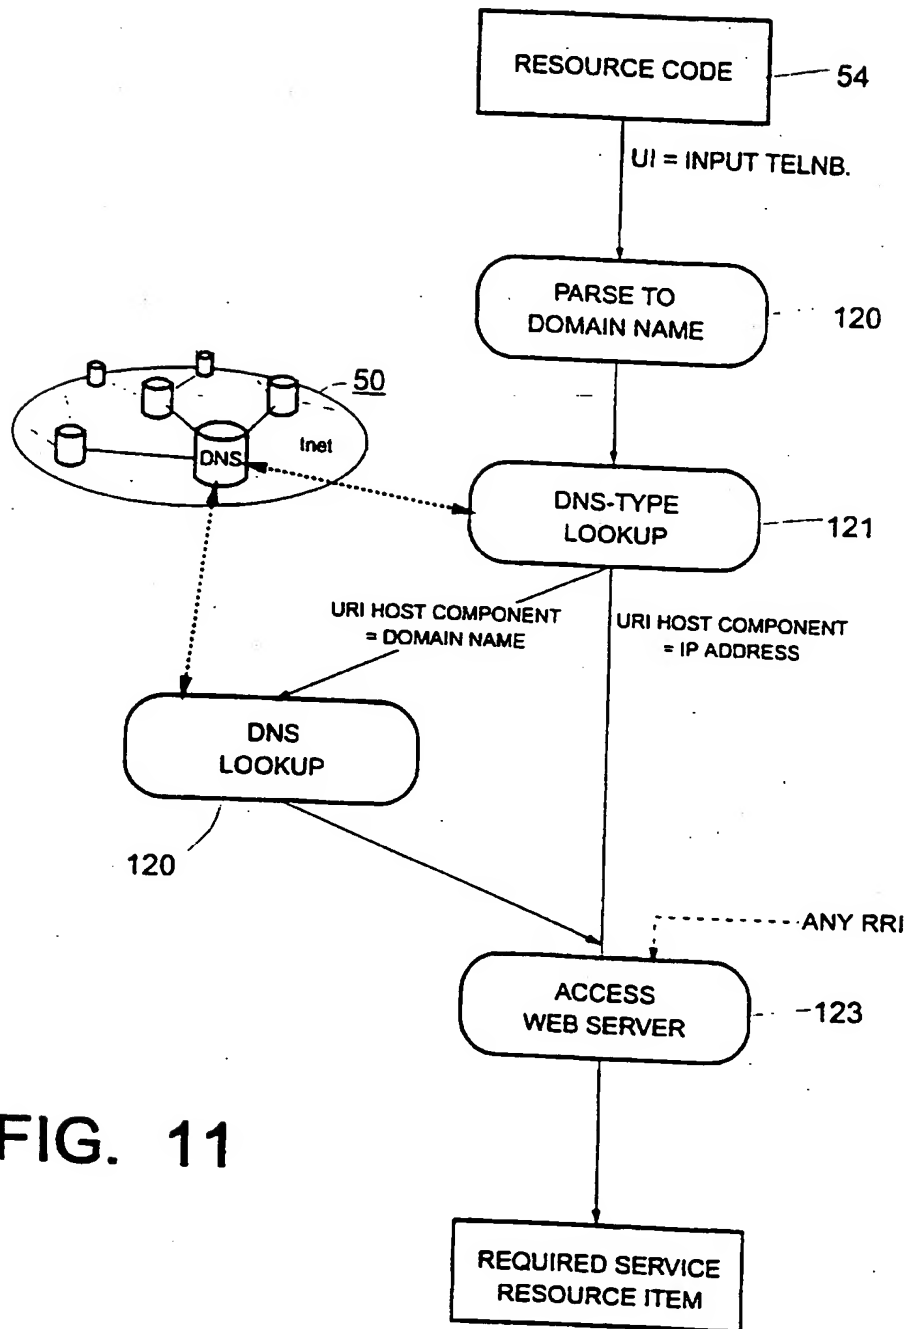 RESOURCE CODE
54
UI = INPUT TELNB.
PARSE TO
DOMAIN NAME
120
50
Inet
DNS
DNS-TYPE
LOOKUP
121
URI HOST COMPONENT
= DOMAIN NAME
URI HOST COMPONENT
= IP ADDRESS
DNS
LOOKUP
120
ANY RRI
ACCESS
WEB SERVER
123
FIG. 11
REQUIRED SERVICE
RESOURCE ITEM